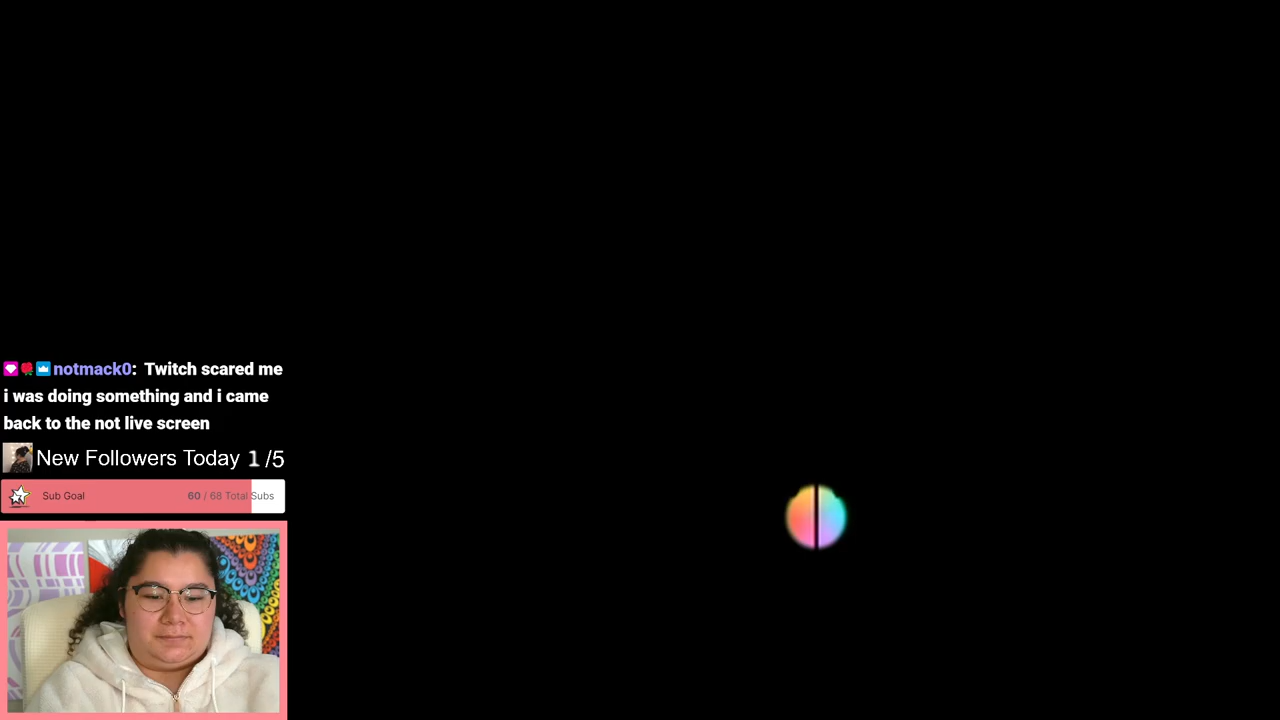 notmack0: Twitch scared me
i was doing something and i came
back to the not live screen
New Followers Today 1 /5
Sub Goal 60 / 68 Total Subs